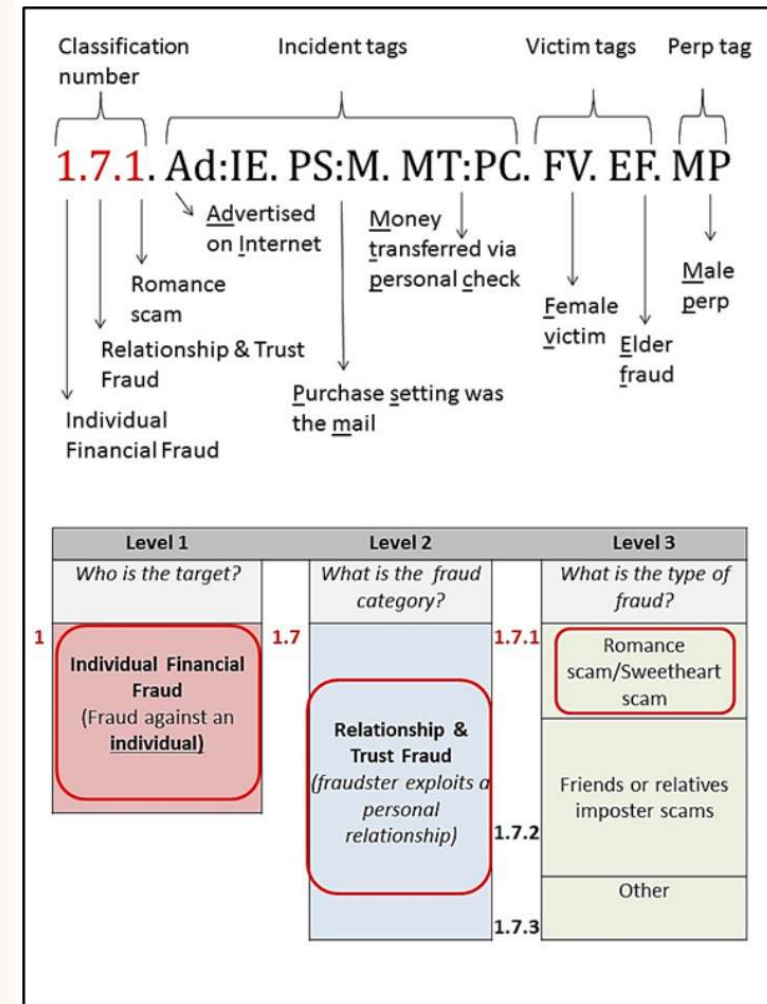 Classification number
Incident tags
Victim tags
Perp tag
1.7.1. Ad:IE. PS:M. MT:PC. FV. EF. MP
Advertised
on Internet
Money
transferred via
personal check
Male
perp
Romance
scam
Female
victim
Elder
fraud
Relationship & Trust
Fraud
Purchase setting was
the mail
Individual
Financial Fraud
Level 1
Level 2
Level 3
Who is the target?
What is the fraud
category?
What is the type of
fraud?
1
Individual Financial
Fraud
(Fraud against an
individual)
1.7
Relationship &
Trust Fraud
(fraudster exploits a
personal
relationship)
1.7.1
Romance
scam/Sweetheart
scam
1.7.2
Friends or relatives
imposter scams
1.7.3
Other